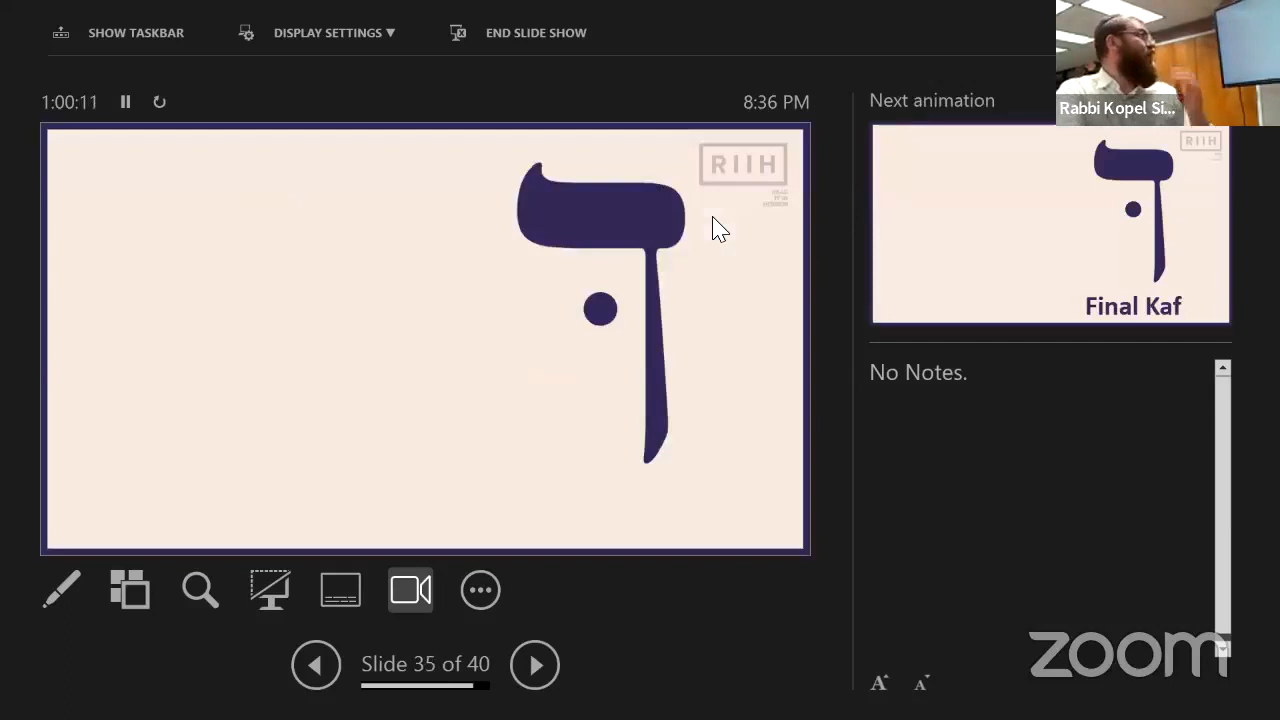 SHOW TASKBAR
DISPLAY SETTINGS ▼
END SLIDE SHOW
1:00:11
8:36 PM
Next animation
Rabbi Kopel Si...
RIIH
ךּ
RIIH
ךּ
Final Kaf
No Notes.
Slide 35 of 40
A A
zoom